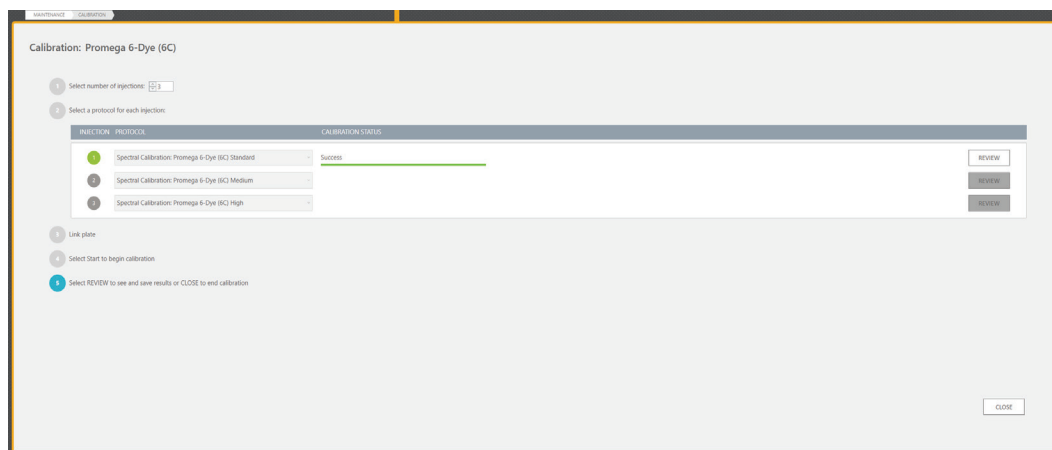 MAINTENANCE CALIBRATION
Calibration: Promega 6-Dye (6C)
1 Select number of injections: 3
2 Select a protocol for each injection:
INJECTION PROTOCOL CALIBRATION STATUS
1 Spectral Calibration: Promega 6-Dye (6C) Standard Success REVIEW
2 Spectral Calibration: Promega 6-Dye (6C) Medium REVIEW
Spectral Calibration: Promega 6-Dye (6C) High REVIEW
3 Link plate
4 Select Start to begin calibration
5 Select REVIEW to see and save results or CLOSE to end calibration
CLOSE